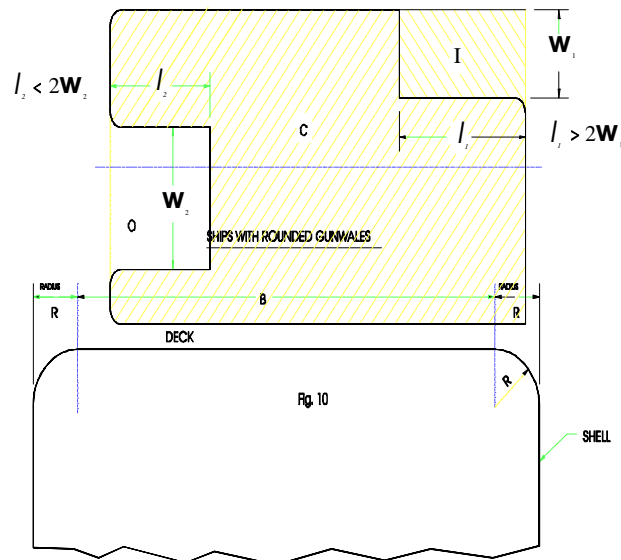 W₁
I
l₂
l₂ < 2W₂
C
l₁
l₁ > 2W₁
W₂
O
SHIPS WITH ROUNDED GUNWALES
RADIUS
RADIUS
R
B
R
DECK
R
Fig. 10
SHELL